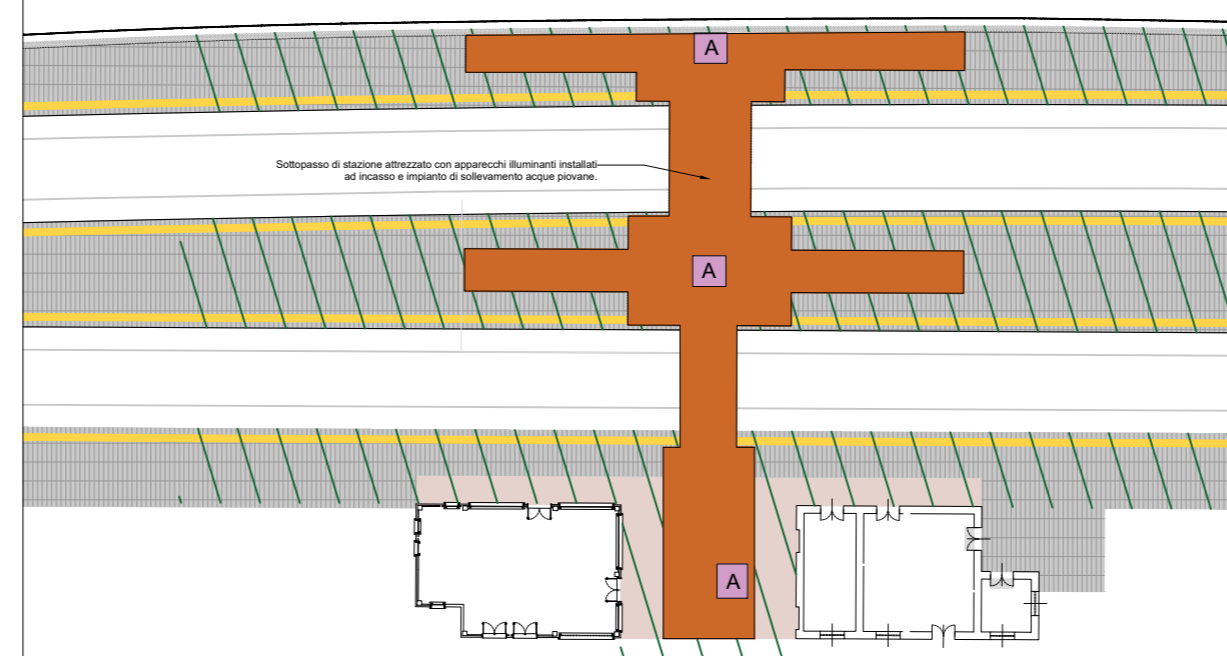 A
Sottopasso di stazione attrezzato con apparecchi illuminanti installati
ad incasso e impianto di sollevamento acque piovane.
A
A